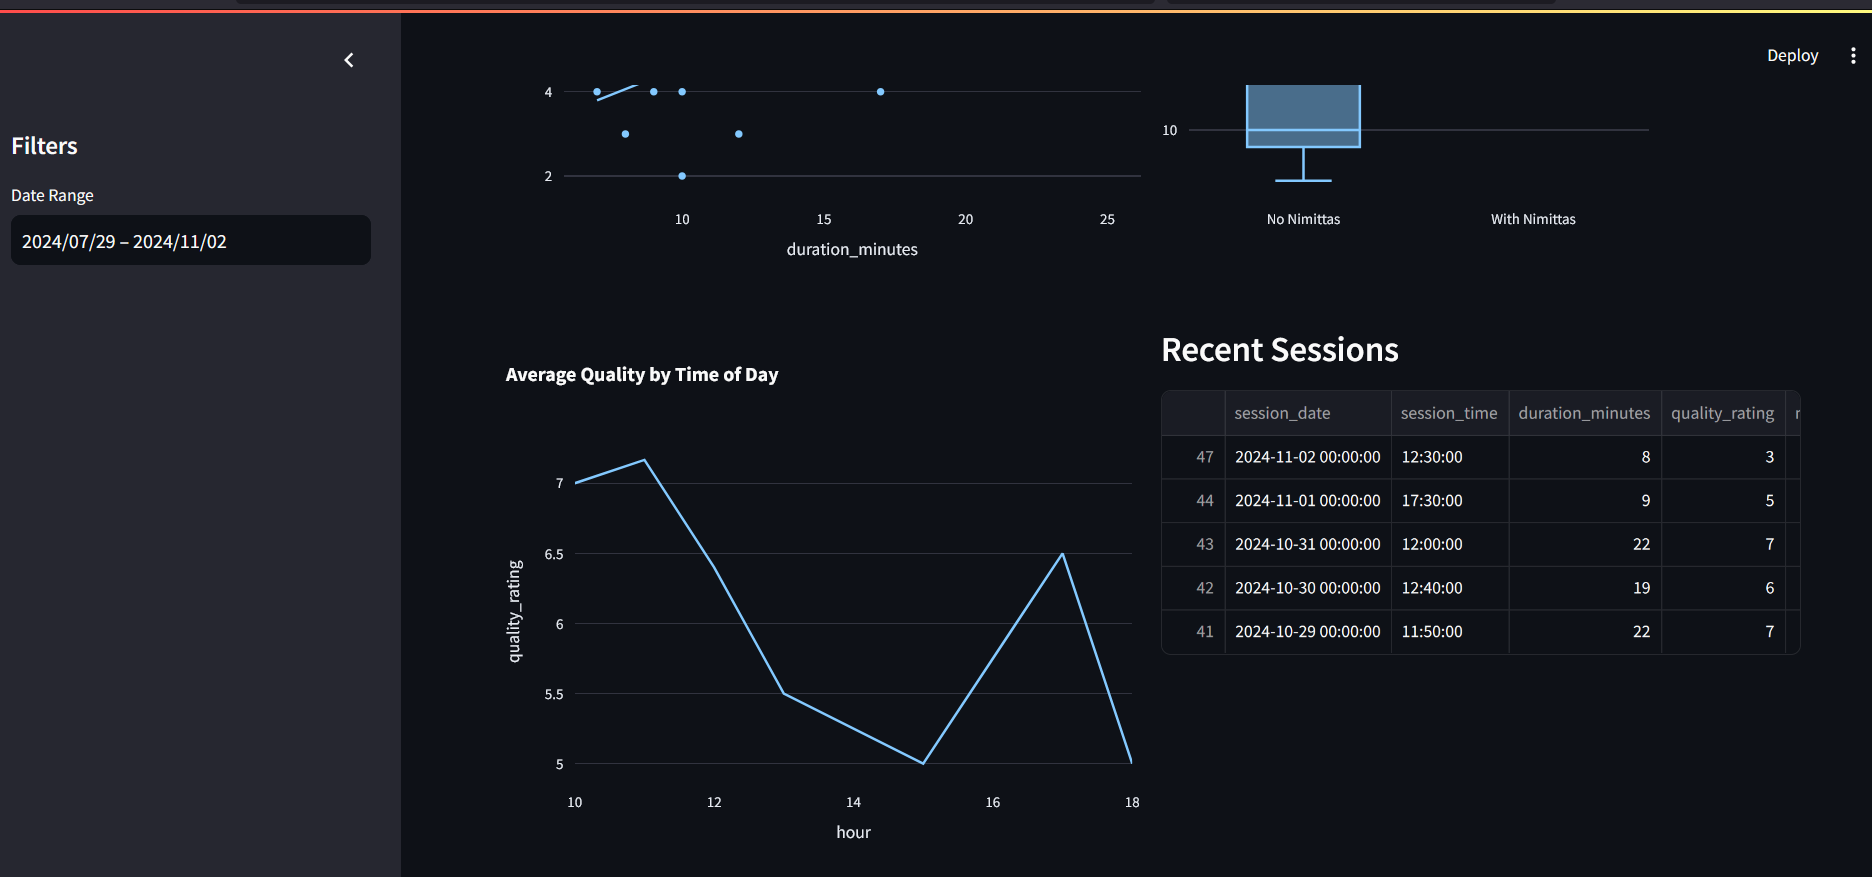 Deploy
Filters
Date Range
2024/07/29 – 2024/11/02
4
2
10 15 20 25
duration_minutes
10
No Nimittas With Nimittas
Average Quality by Time of Day
quality_rating
7
6.5
6
5.5
5
10 12 14 16 18
hour
Recent Sessions
session_date session_time duration_minutes quality_rating
47 2024-11-02 00:00:00 12:30:00 8 3
44 2024-11-01 00:00:00 17:30:00 9 5
43 2024-10-31 00:00:00 12:00:00 22 7
42 2024-10-30 00:00:00 12:40:00 19 6
41 2024-10-29 00:00:00 11:50:00 22 7